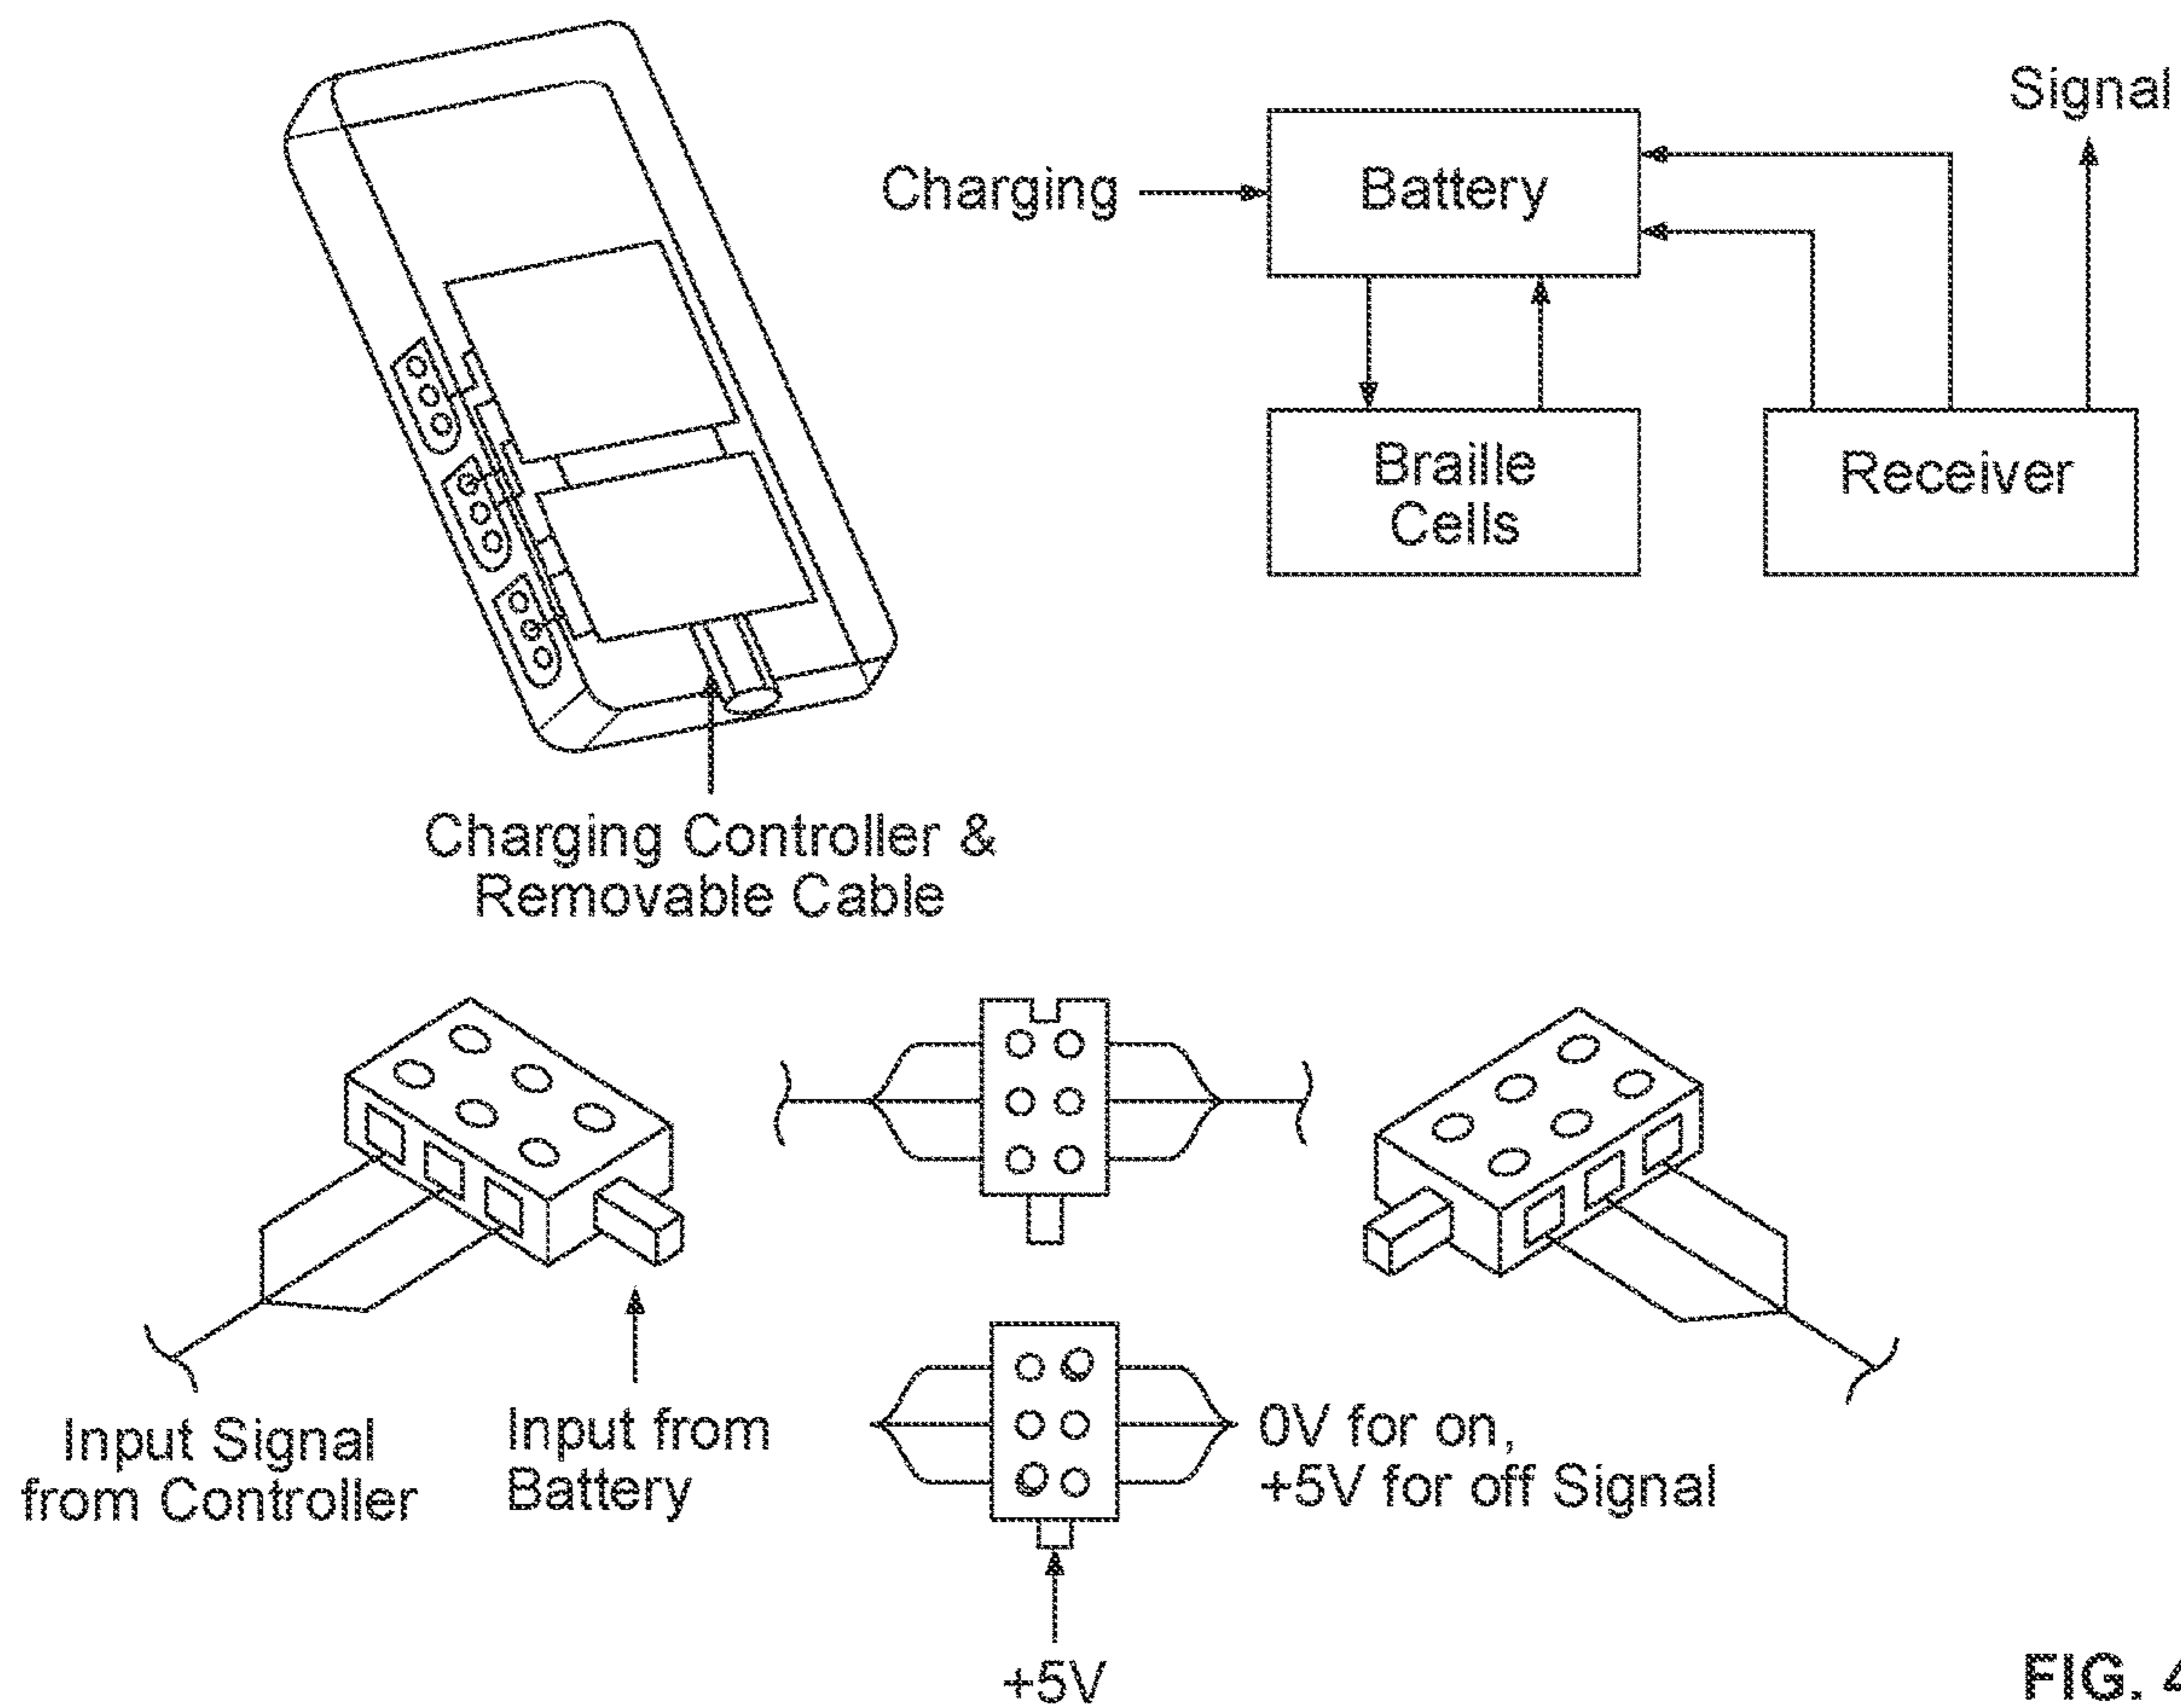 Signal
Charging
Battery
Braille
Cells
Receiver
Charging Controller &
Removable Cable
Input Signal
from Controller
Input from
Battery
0V for on,
+5V for off Signal
+5V
FIG. 4